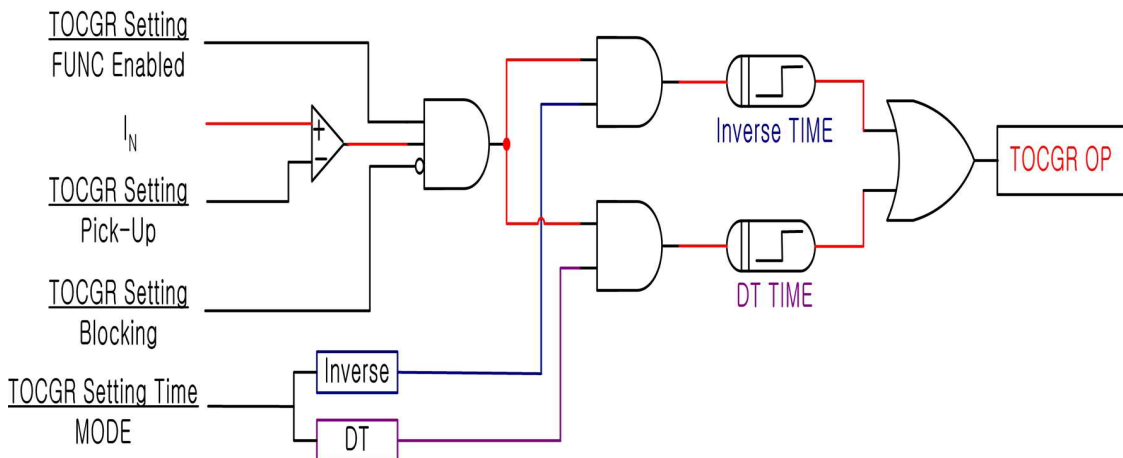 TOCGR Setting
FUNC Enabled
I_N
+
−
TOCGR Setting
Pick-Up
TOCGR Setting
Blocking
TOCGR Setting Time
MODE
Inverse
DT
Inverse TIME
DT TIME
TOCGR OP